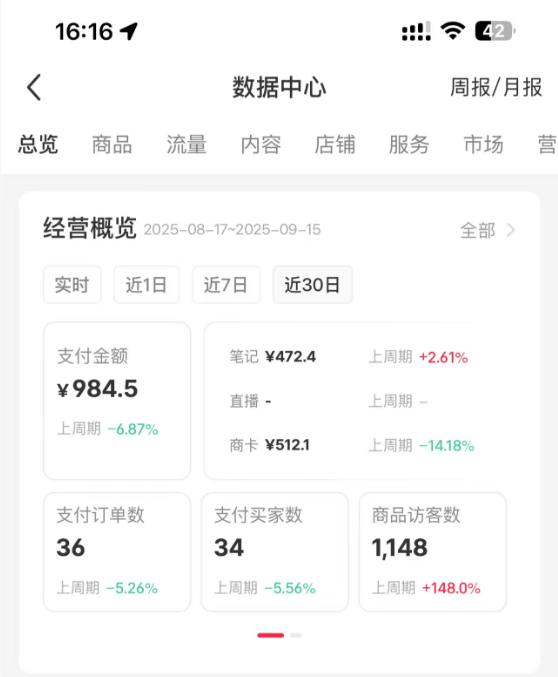 16:16 42
数据中心 周报/月报
总览 商品 流量 内容 店铺 服务 市场 营
经营概览 2025-08-17~2025-09-15 全部
实时 近1日 近7日 近30日
支付金额
¥984.5
上周期 -6.87%
笔记 ¥472.4 上周期 +2.61%
直播 - 上周期 -
商卡 ¥512.1 上周期 -14.18%
支付订单数
36
上周期 -5.26%
支付买家数
34
上周期 -5.56%
商品访客数
1,148
上周期 +148.0%